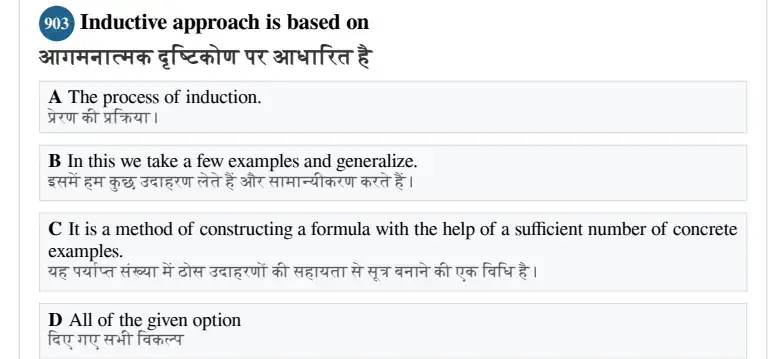 903 Inductive approach is based on
आगमनात्मक दृष्टिकोण पर आधारित है
A The process of induction.
प्रेरण की प्रक्रिया।
B In this we take a few examples and generalize.
इसमें हम कुछ उदाहरण लेते हैं और सामान्यीकरण करते हैं।
C It is a method of constructing a formula with the help of a sufficient number of concrete
examples.
यह पर्याप्त संख्या में ठोस उदाहरणों की सहायता से सूत्र बनाने की एक विधि है।
D All of the given option
दिए गए सभी विकल्प